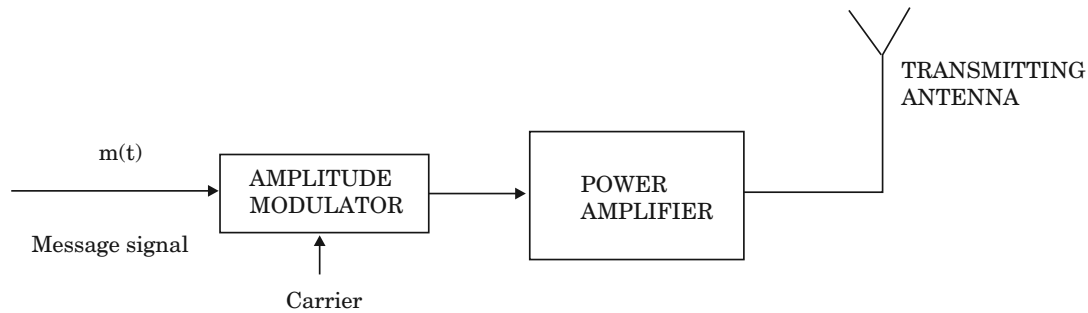 TRANSMITTING
ANTENNA
m(t)
AMPLITUDE
MODULATOR
POWER
AMPLIFIER
Message signal
Carrier